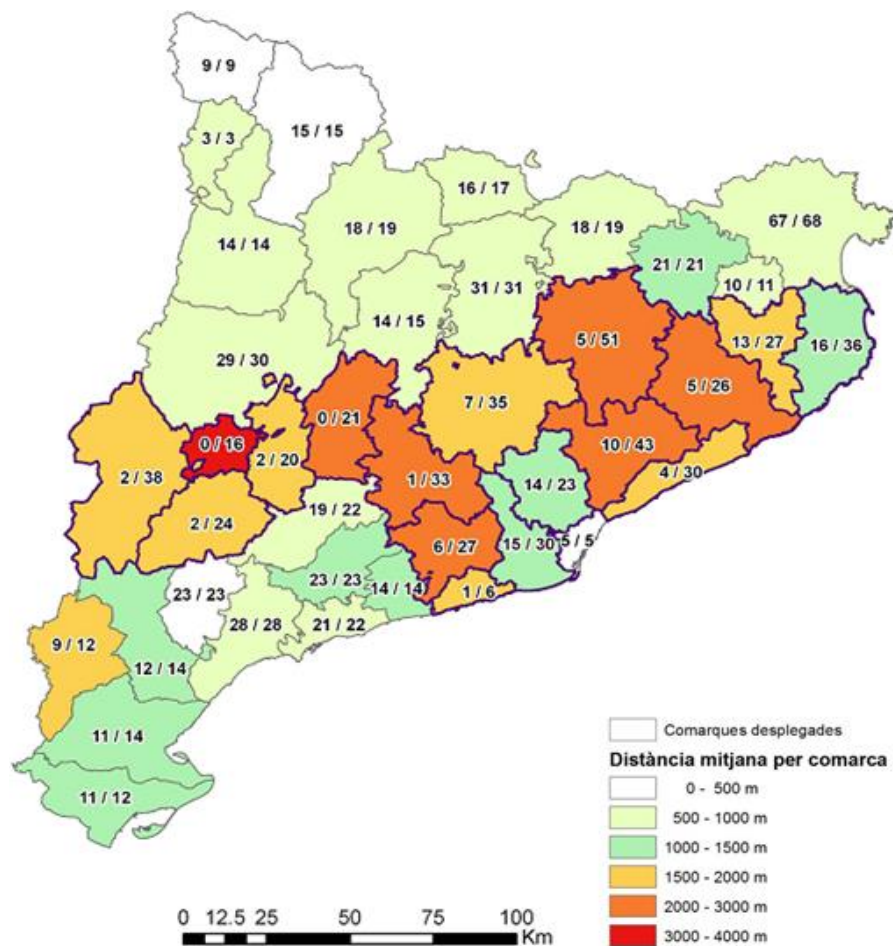 9 / 9
15 / 15
3 / 3
16 / 17
18 / 19
18 / 19
67 / 68
14 / 14
21 / 21
31 / 31
10 / 11
14 / 15
5 / 51
13 / 27
16 / 36
29 / 30
5 / 26
7 / 35
0 / 21
0 / 16
10 / 43
2 / 38
2 / 20
1 / 33
4 / 30
14 / 23
19 / 22
2 / 24
6 / 27
15 / 30
5 / 5
23 / 23
23 / 23
14 / 14
1 / 6
28 / 28
21 / 22
9 / 12
12 / 14
11 / 14
11 / 12
Comarques desplegades
Distància mitjana per comarca
0 - 500 m
500 - 1000 m
1000 - 1500 m
1500 - 2000 m
2000 - 3000 m
3000 - 4000 m
0 12.5 25 50 75 100
Km